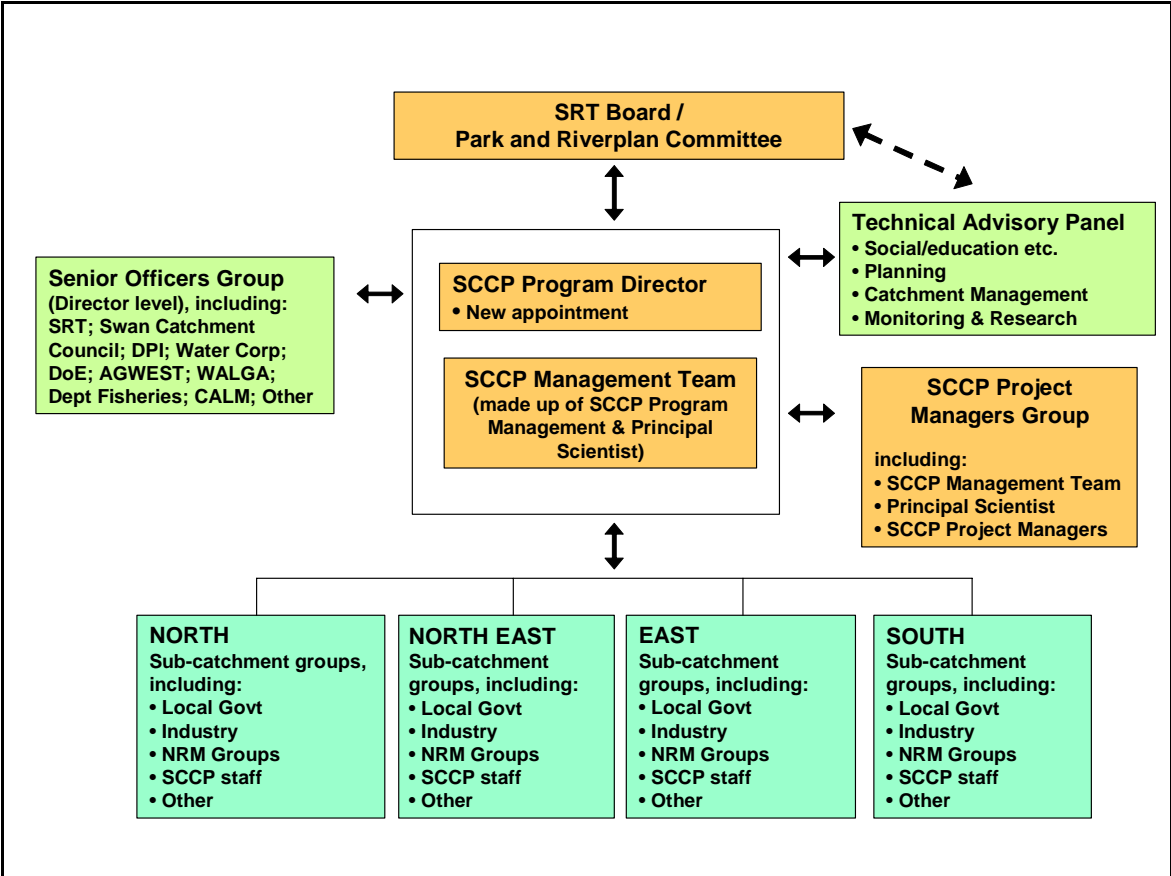 SRT Board /
Park and Riverplan Committee
Technical Advisory Panel
• Social/education etc.
• Planning
• Catchment Management
• Monitoring & Research
Senior Officers Group
(Director level), including:
SRT; Swan Catchment
Council; DPI; Water Corp;
DoE; AGWEST; WALGA;
Dept Fisheries; CALM; Other
SCCP Program Director
• New appointment
SCCP Management Team
(made up of SCCP Program
Management & Principal
Scientist)
SCCP Project
Managers Group
including:
• SCCP Management Team
• Principal Scientist
• SCCP Project Managers
NORTH
Sub-catchment groups,
including:
• Local Govt
• Industry
• NRM Groups
• SCCP staff
• Other
NORTH EAST
Sub-catchment
groups, including:
• Local Govt
• Industry
• NRM Groups
• SCCP staff
• Other
EAST
Sub-catchment
groups, including:
• Local Govt
• Industry
• NRM Groups
• SCCP staff
• Other
SOUTH
Sub-catchment
groups, including:
• Local Govt
• Industry
• NRM Groups
• SCCP staff
• Other